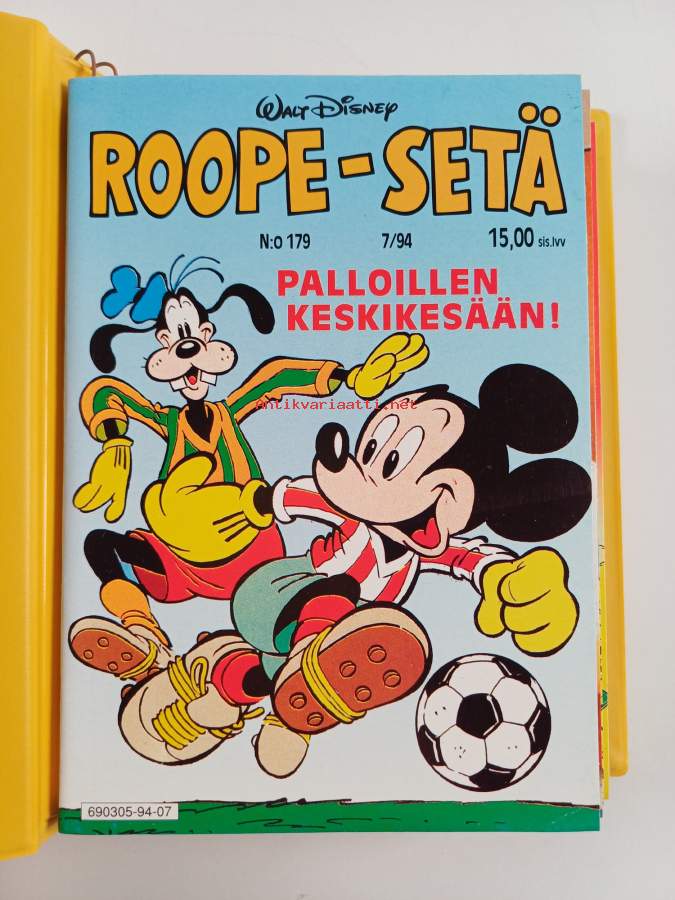 Walt Disney
ROOPE-SETÄ
N:o 179 7/94 15,00 sis.lvv
PALLOILLEN
KESKIKESÄÄN!
Antikvariaatti.net
690305-94-07